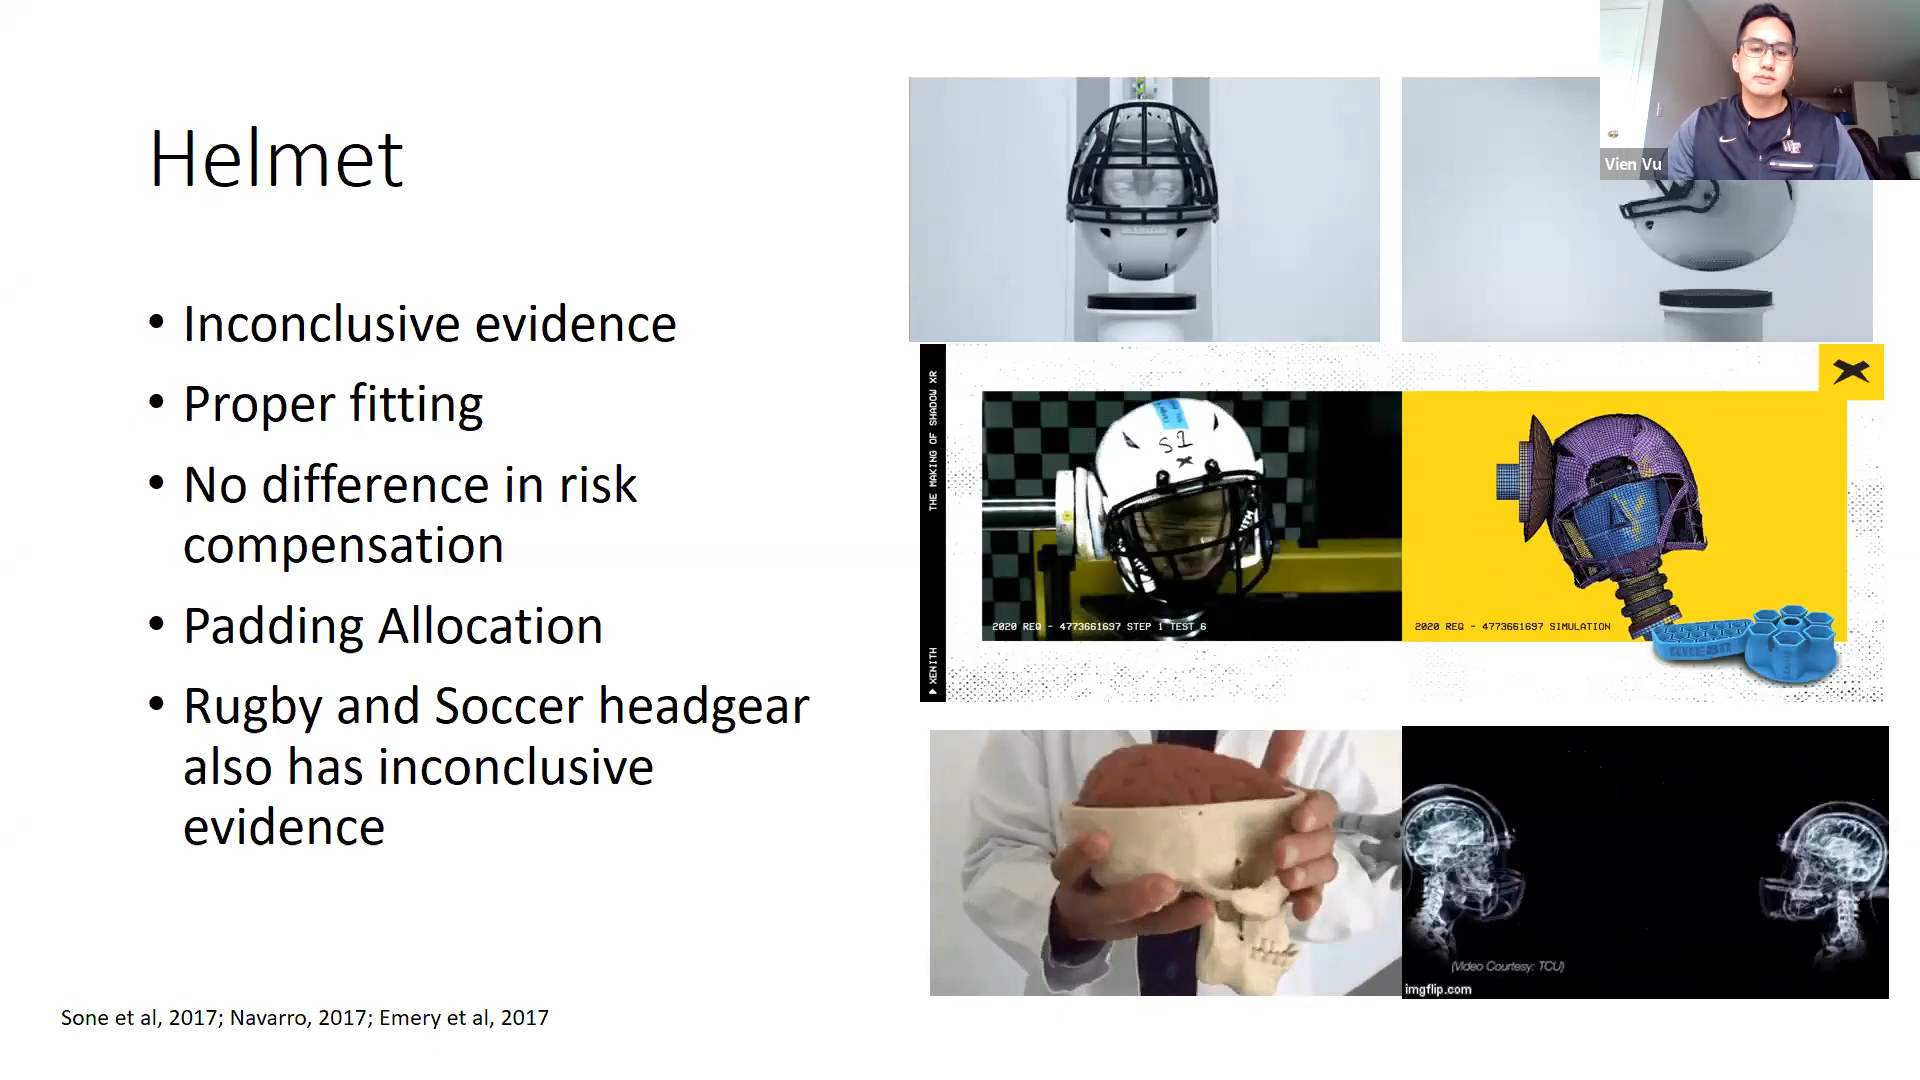 Helmet
• Inconclusive evidence
• Proper fitting
• No difference in risk
compensation
• Padding Allocation
• Rugby and Soccer headgear
also has inconclusive
evidence
Sone et al, 2017; Navarro, 2017; Emery et al, 2017
Vien Vu
WF
THE MAKING OF SHADOW XR
XENITH
S1
2020 REQ - 4773661697 STEP 1 TEST 6
2020 REQ - 4773661697 SIMULATION
(Video Courtesy: TCU)
imgflip.com